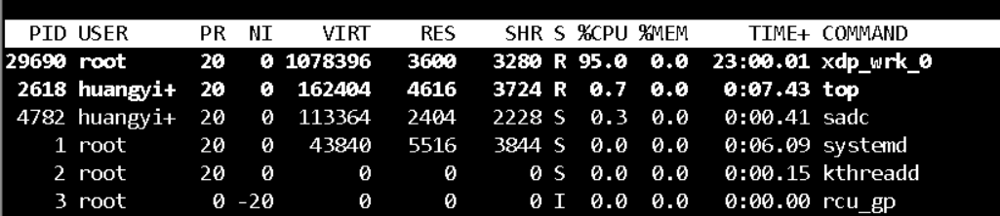 PID USER PR NI VIRT RES SHR S %CPU %MEM TIME+ COMMAND
29690 root 20 0 1078396 3600 3280 R 95.0 0.0 23:00.01 xdp_wrk_0
2618 huangyi+ 20 0 162404 4616 3724 R 0.7 0.0 0:07.43 top
4782 huangyi+ 20 0 113364 2404 2228 S 0.3 0.0 0:00.41 sadc
1 root 20 0 43840 5516 3844 S 0.0 0.0 0:06.09 systemd
2 root 20 0 0 0 0 S 0.0 0.0 0:00.15 kthreadd
3 root 0 -20 0 0 0 I 0.0 0.0 0:00.00 rcu_gp